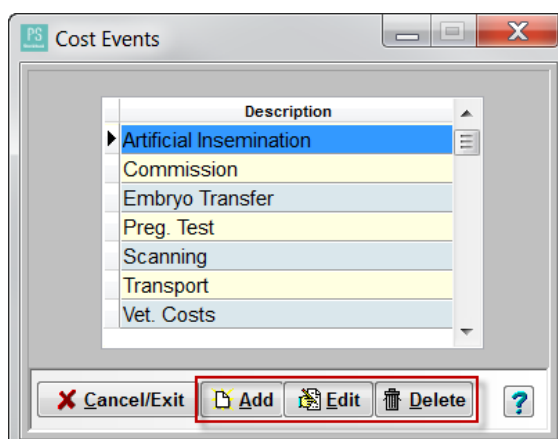 PS
Cost Events
Description
Artificial Insemination
Commission
Embryo Transfer
Preg. Test
Scanning
Transport
Vet. Costs
Cancel/Exit Add Edit Delete ?